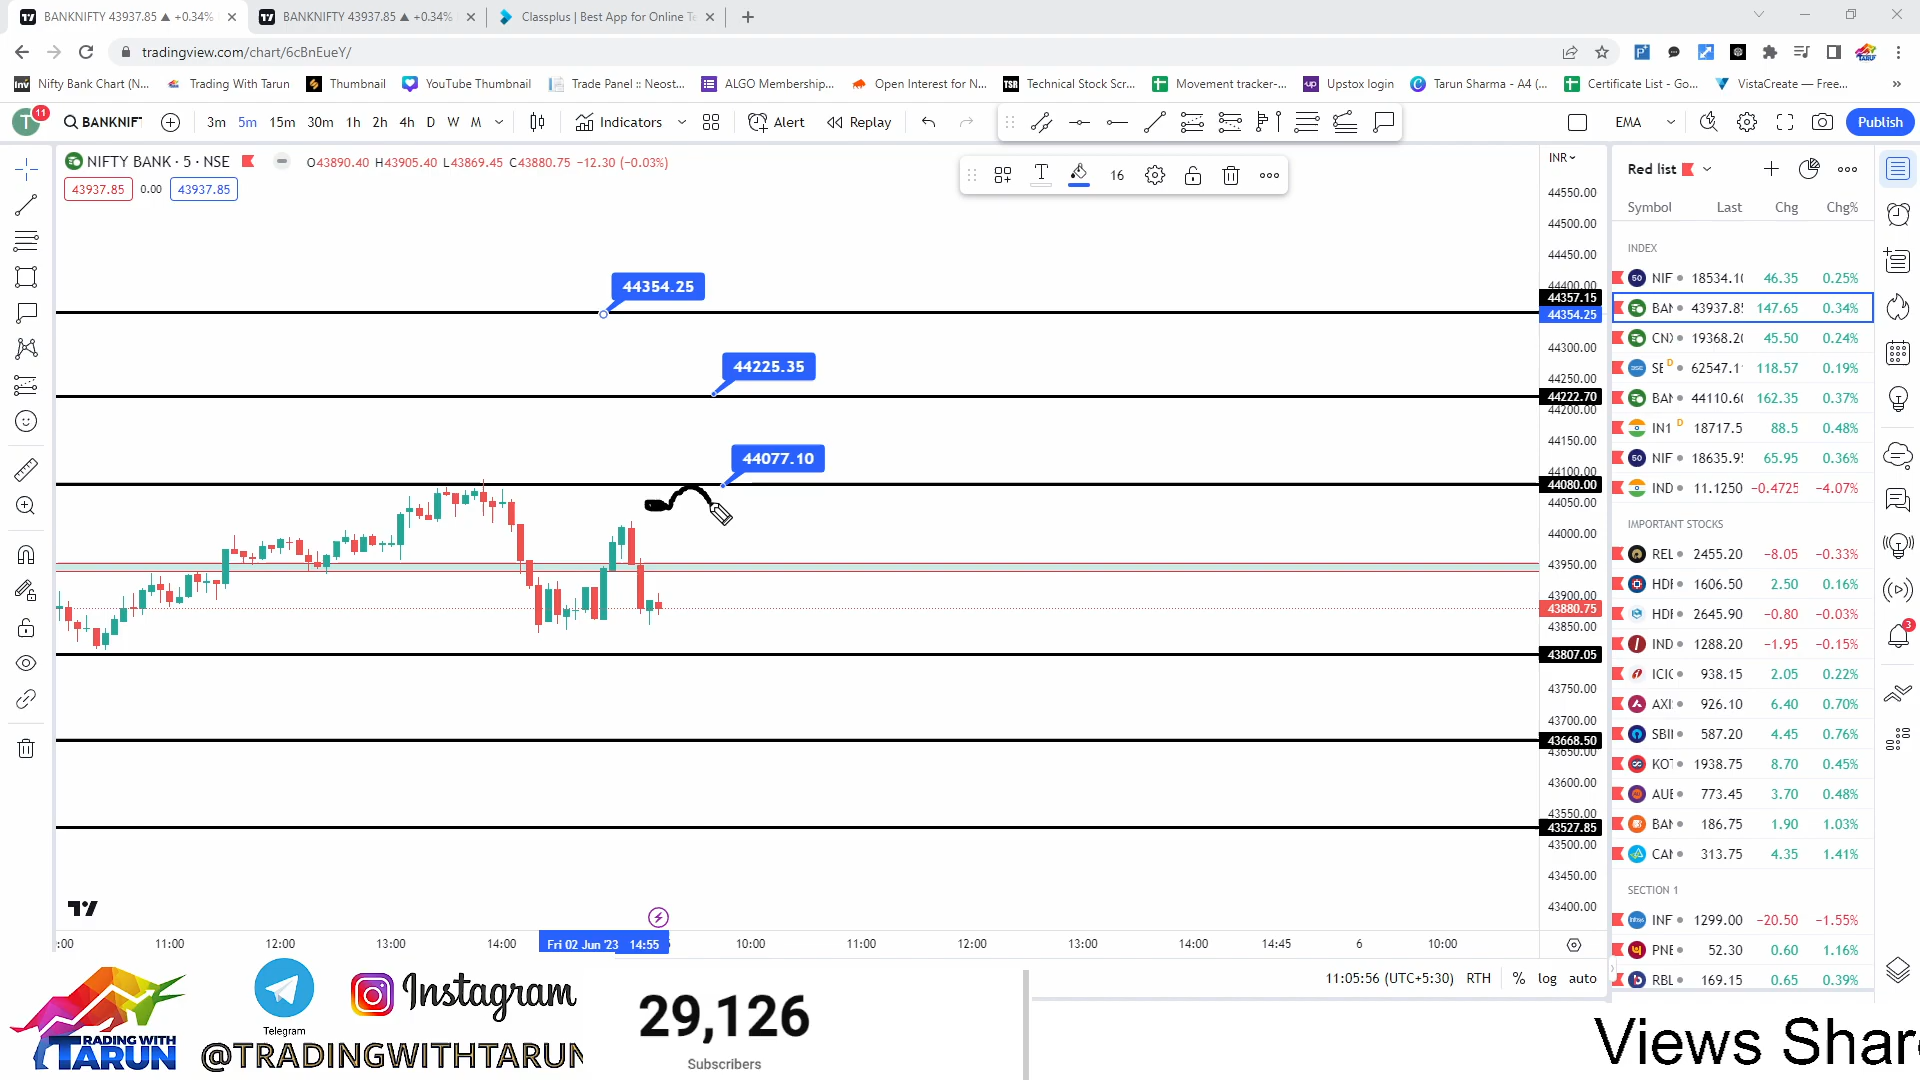 BANKNIFTY 43937.85 ▲ +0.34%
BANKNIFTY 43937.85 ▲ +0.34%
Classplus | Best App for Online Te
tradingview.com/chart/6cBnEueY/
Nifty Bank Chart (N...
Trading With Tarun
Thumbnail
YouTube Thumbnail
Trade Panel :: Neost...
ALGO Membership...
Open Interest for N...
Technical Stock Scr...
Movement tracker-...
Upstox login
Tarun Sharma - A4 (...
Certificate List - Go...
VistaCreate — Free...
T 11
BANKNIF
3m 5m 15m 30m 1h 2h 4h D W M
Indicators
Alert
Replay
EMA
Publish
NIFTY BANK · 5 · NSE
O43890.40 H43905.40 L43869.45 C43880.75 −12.30 (−0.03%)
43937.85 0.00 43937.85
16
INR
44550.00
44500.00
44450.00
44400.00
44357.15
44354.25
44300.00
44250.00
44222.70
44200.00
44150.00
44100.00
44080.00
44050.00
44000.00
43950.00
43900.00
43880.75
43850.00
43807.05
43750.00
43700.00
43668.50
43650.00
43600.00
43550.00
43527.85
43500.00
43450.00
43400.00
44354.25
44225.35
44077.10
:00 11:00 12:00 13:00 14:00 Fri 02 Jun '23 14:55 10:00 11:00 12:00 13:00 14:00 14:45 6 10:00
11:05:56 (UTC+5:30) RTH % log auto
Red list
Symbol Last Chg Chg%
INDEX
NIF 18534.10 46.35 0.25%
BAN 43937.85 147.65 0.34%
CNX 19368.20 45.50 0.24%
SE D 62547.11 118.57 0.19%
BAN 44110.60 162.35 0.37%
IN1 D 18717.5 88.5 0.48%
NIF 18635.95 65.95 0.36%
IND 11.1250 −0.4725 −4.07%
IMPORTANT STOCKS
REL 2455.20 −8.05 −0.33%
HDF 1606.50 2.50 0.16%
HDF 2645.90 −0.80 −0.03%
IND 1288.20 −1.95 −0.15%
ICIC 938.15 2.05 0.22%
AXI 926.10 6.40 0.70%
SBII 587.20 4.45 0.76%
KOT 1938.75 8.70 0.45%
AUE 773.45 3.70 0.48%
BAN 186.75 1.90 1.03%
CAN 313.75 4.35 1.41%
SECTION 1
INF 1299.00 −20.50 −1.55%
PNE 52.30 0.60 1.16%
RBL 169.15 0.65 0.39%
3
TRADING WITH
TARUN
Telegram
Instagram
@TRADINGWITHTARUN
29,126
Subscribers
Views Shar